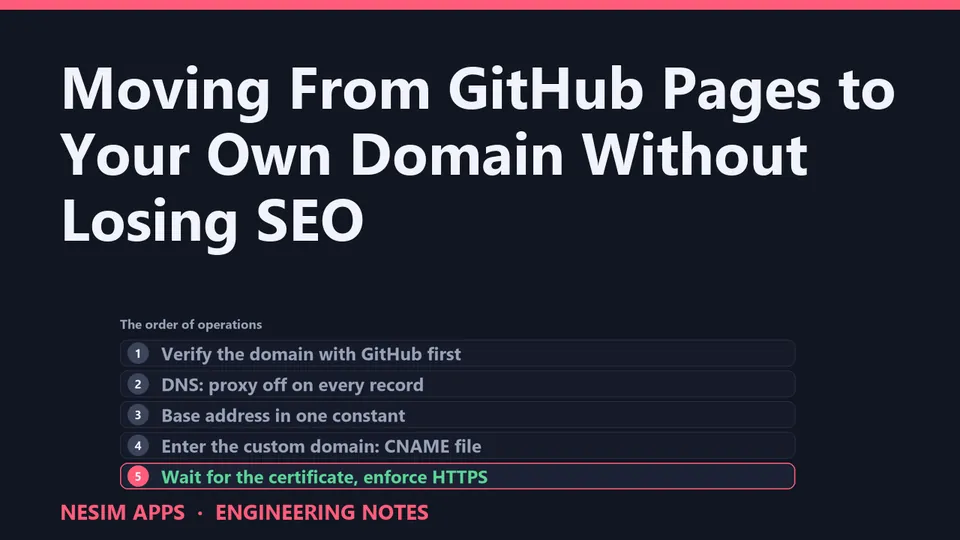 Moving From GitHub Pages to
Your Own Domain Without
Losing SEO
The order of operations
1 Verify the domain with GitHub first
2 DNS: proxy off on every record
3 Base address in one constant
4 Enter the custom domain: CNAME file
5 Wait for the certificate, enforce HTTPS
NESIM APPS · ENGINEERING NOTES